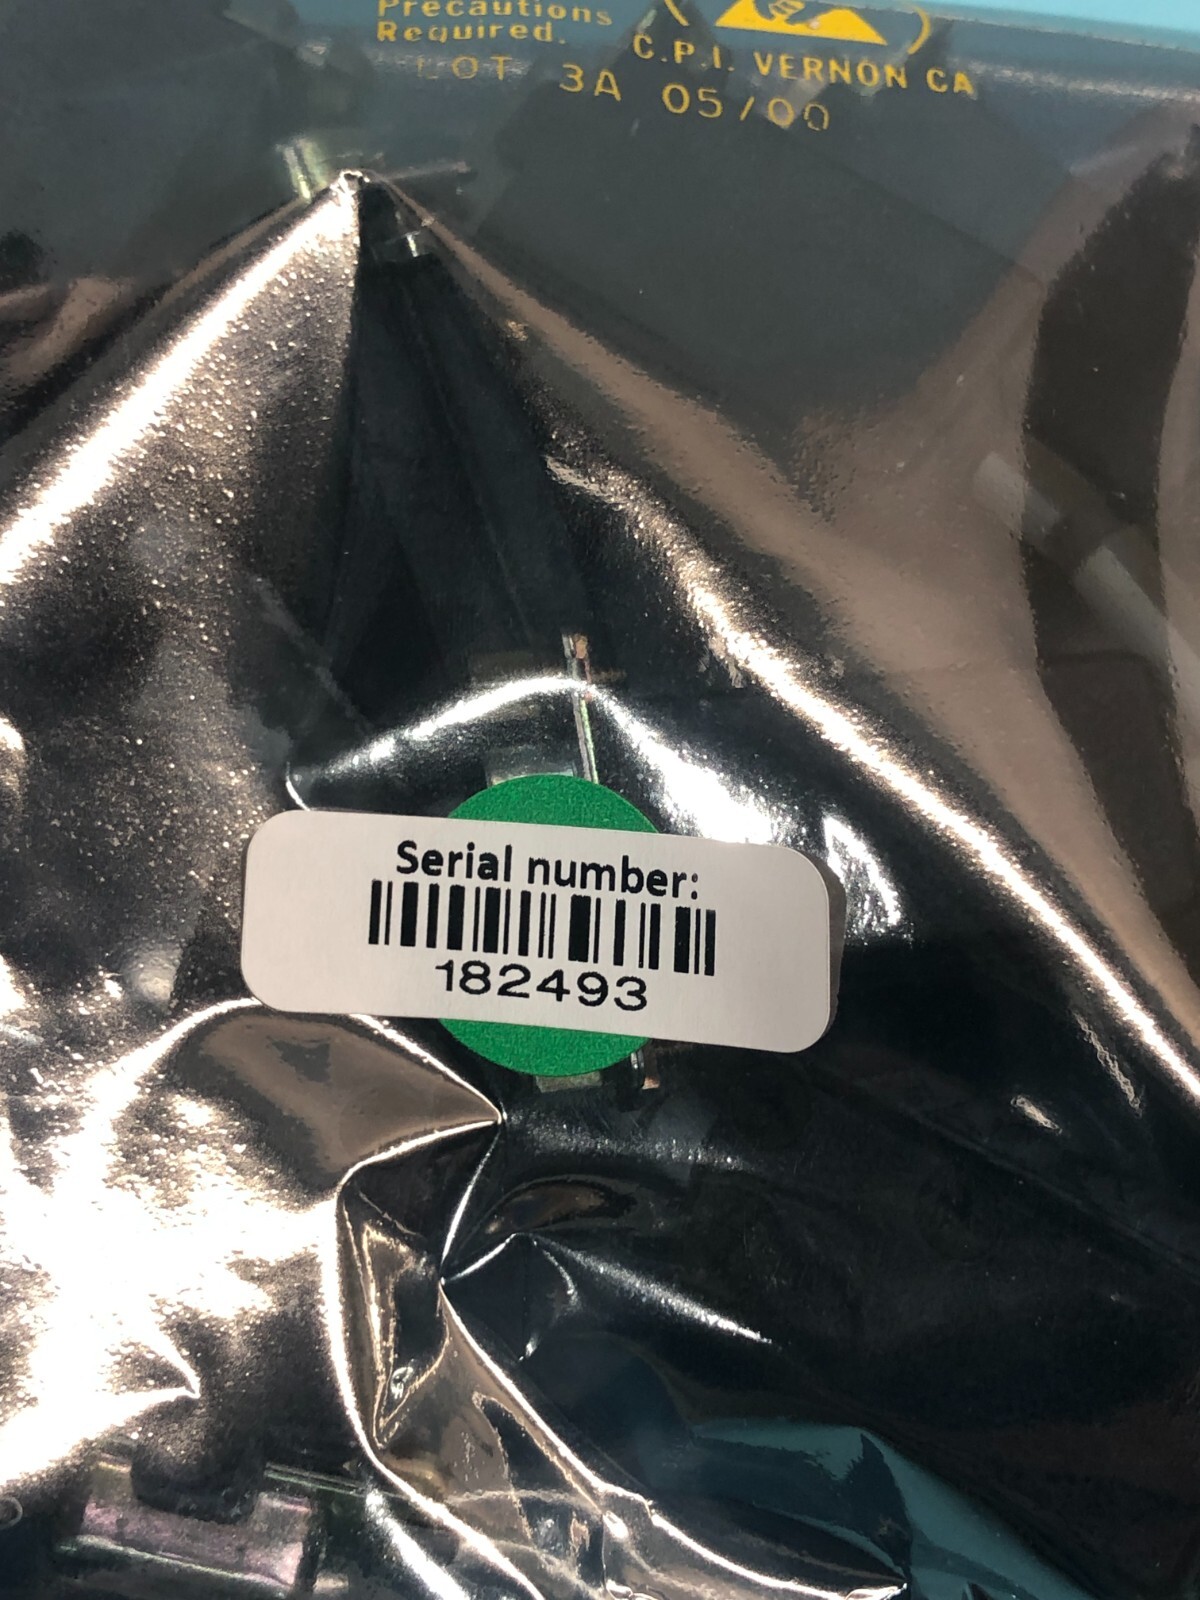 Precautions
Required.
C.P.I. VERNON CA
LOT 3A 05/00
Serial number:
182493